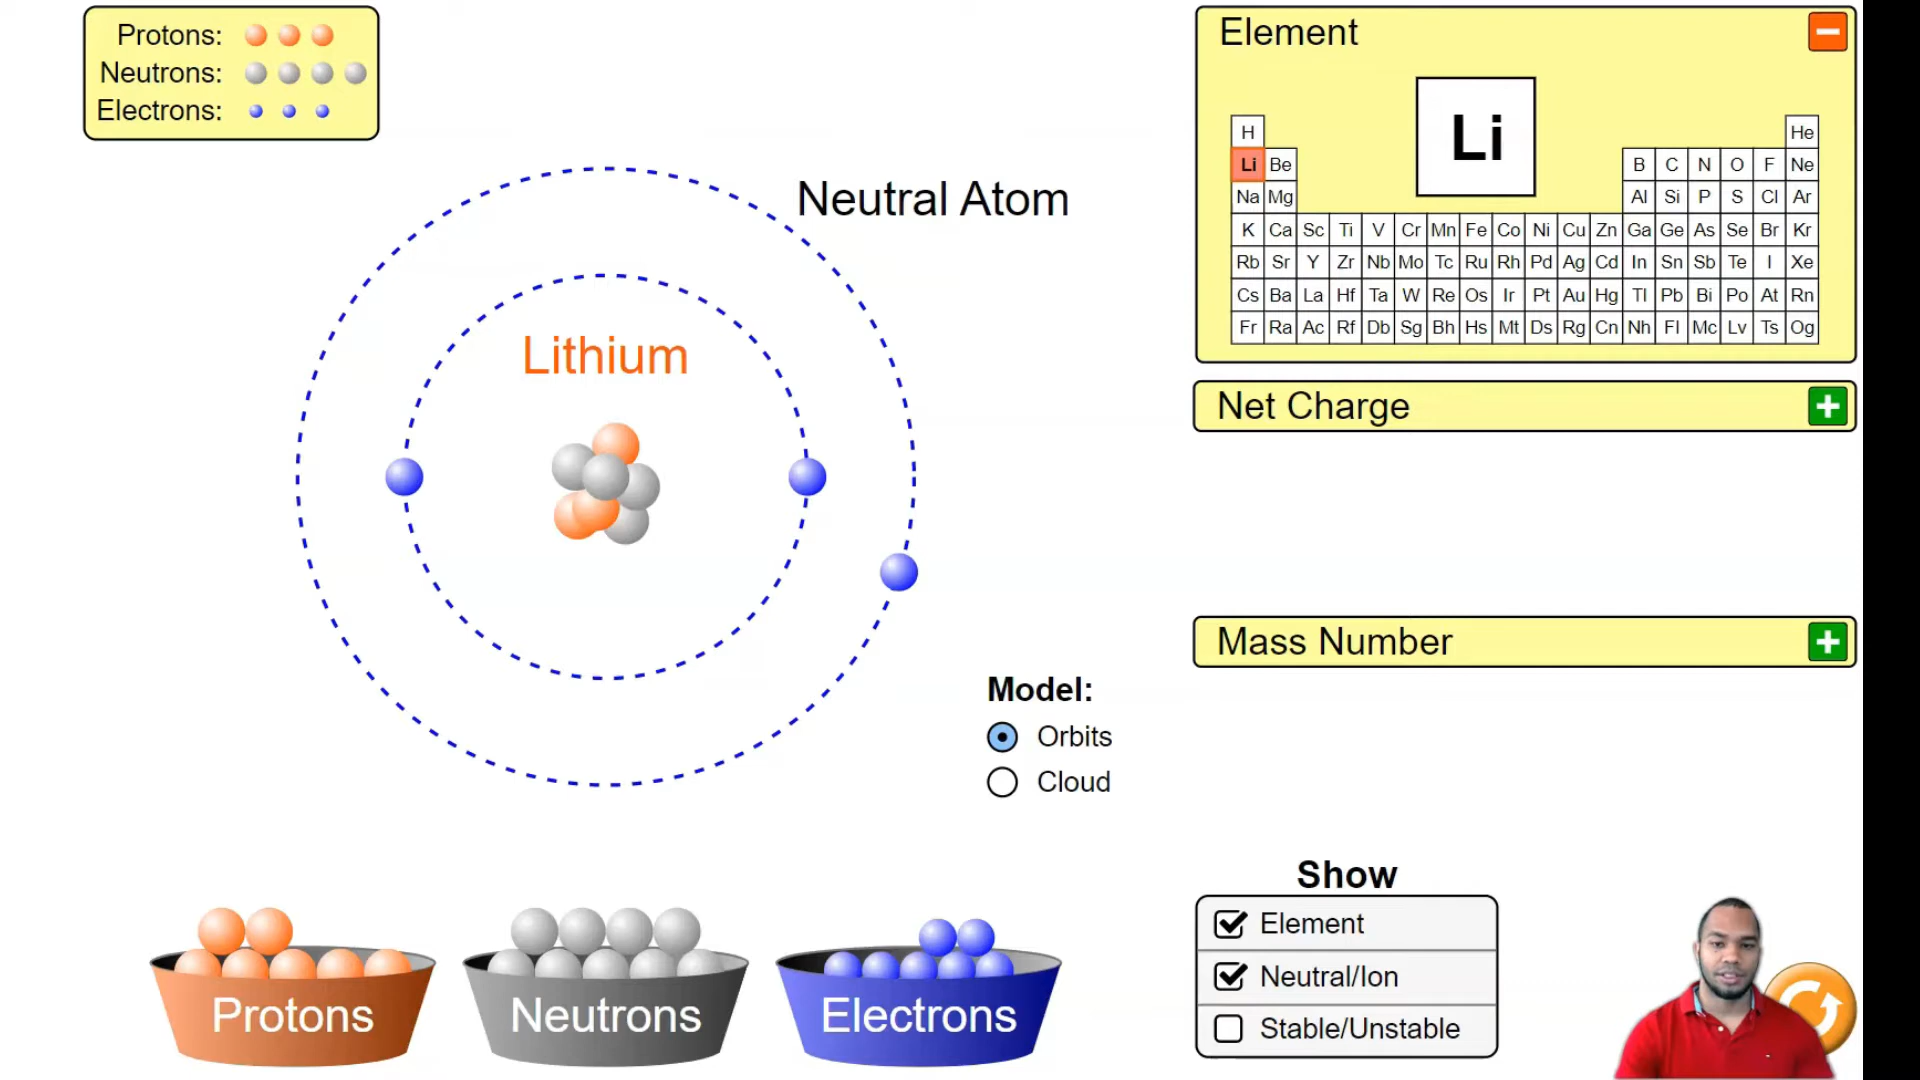 Protons:
Neutrons:
Electrons:
Neutral Atom
Lithium
Element
Li
H He
Li Be B C N O F Ne
Na Mg Al Si P S Cl Ar
K Ca Sc Ti V Cr Mn Fe Co Ni Cu Zn Ga Ge As Se Br Kr
Rb Sr Y Zr Nb Mo Tc Ru Rh Pd Ag Cd In Sn Sb Te I Xe
Cs Ba La Hf Ta W Re Os Ir Pt Au Hg Tl Pb Bi Po At Rn
Fr Ra Ac Rf Db Sg Bh Hs Mt Ds Rg Cn Nh Fl Mc Lv Ts Og
Net Charge
Mass Number
Model:
Orbits
Cloud
Show
Element
Neutral/Ion
Stable/Unstable
Protons
Neutrons
Electrons